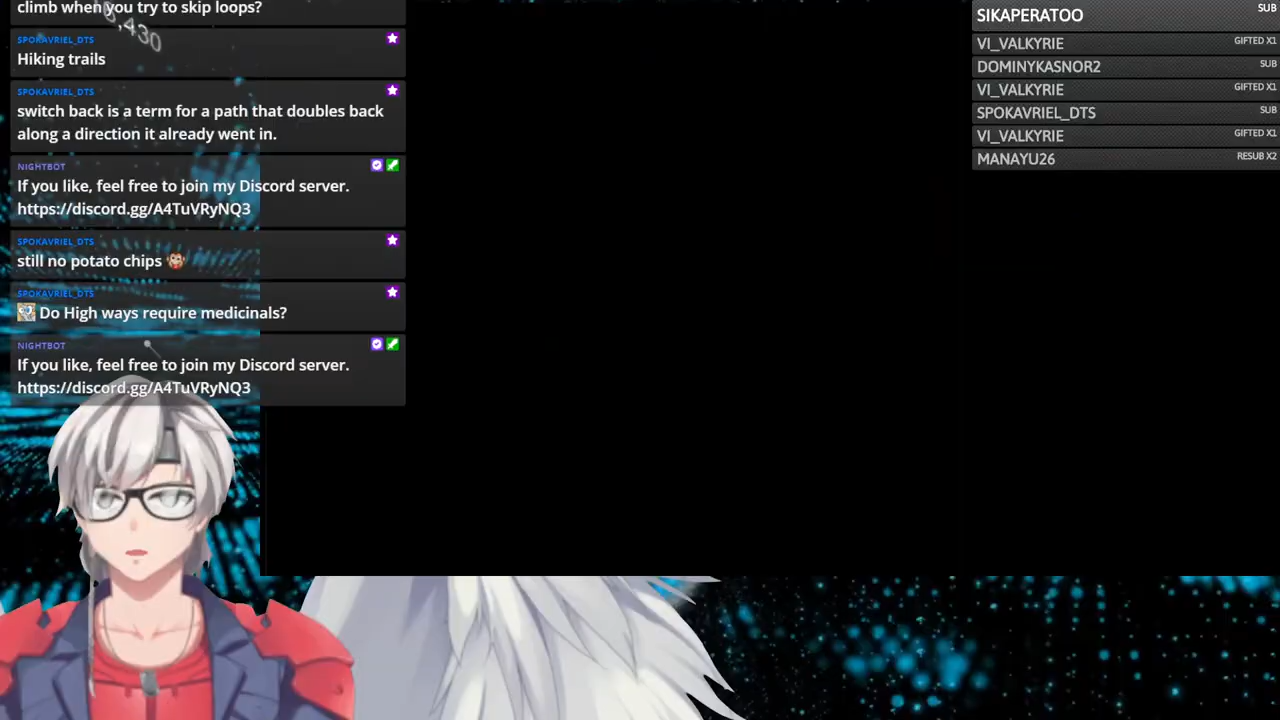 climb when you try to skip loops?
SPOKAVRIEL_DTS
Hiking trails
SPOKAVRIEL_DTS
switch back is a term for a path that doubles back
along a direction it already went in.
NIGHTBOT
If you like, feel free to join my Discord server.
https://discord.gg/A4TuVRyNQ3
SPOKAVRIEL_DTS
still no potato chips
SPOKAVRIEL_DTS
Do High ways require medicinals?
NIGHTBOT
If you like, feel free to join my Discord server.
https://discord.gg/A4TuVRyNQ3
SIKAPERATOO SUB
VI_VALKYRIE GIFTED X1
DOMINYKASNOR2 SUB
VI_VALKYRIE GIFTED X1
SPOKAVRIEL_DTS SUB
VI_VALKYRIE GIFTED X1
MANAYU26 RESUB X2